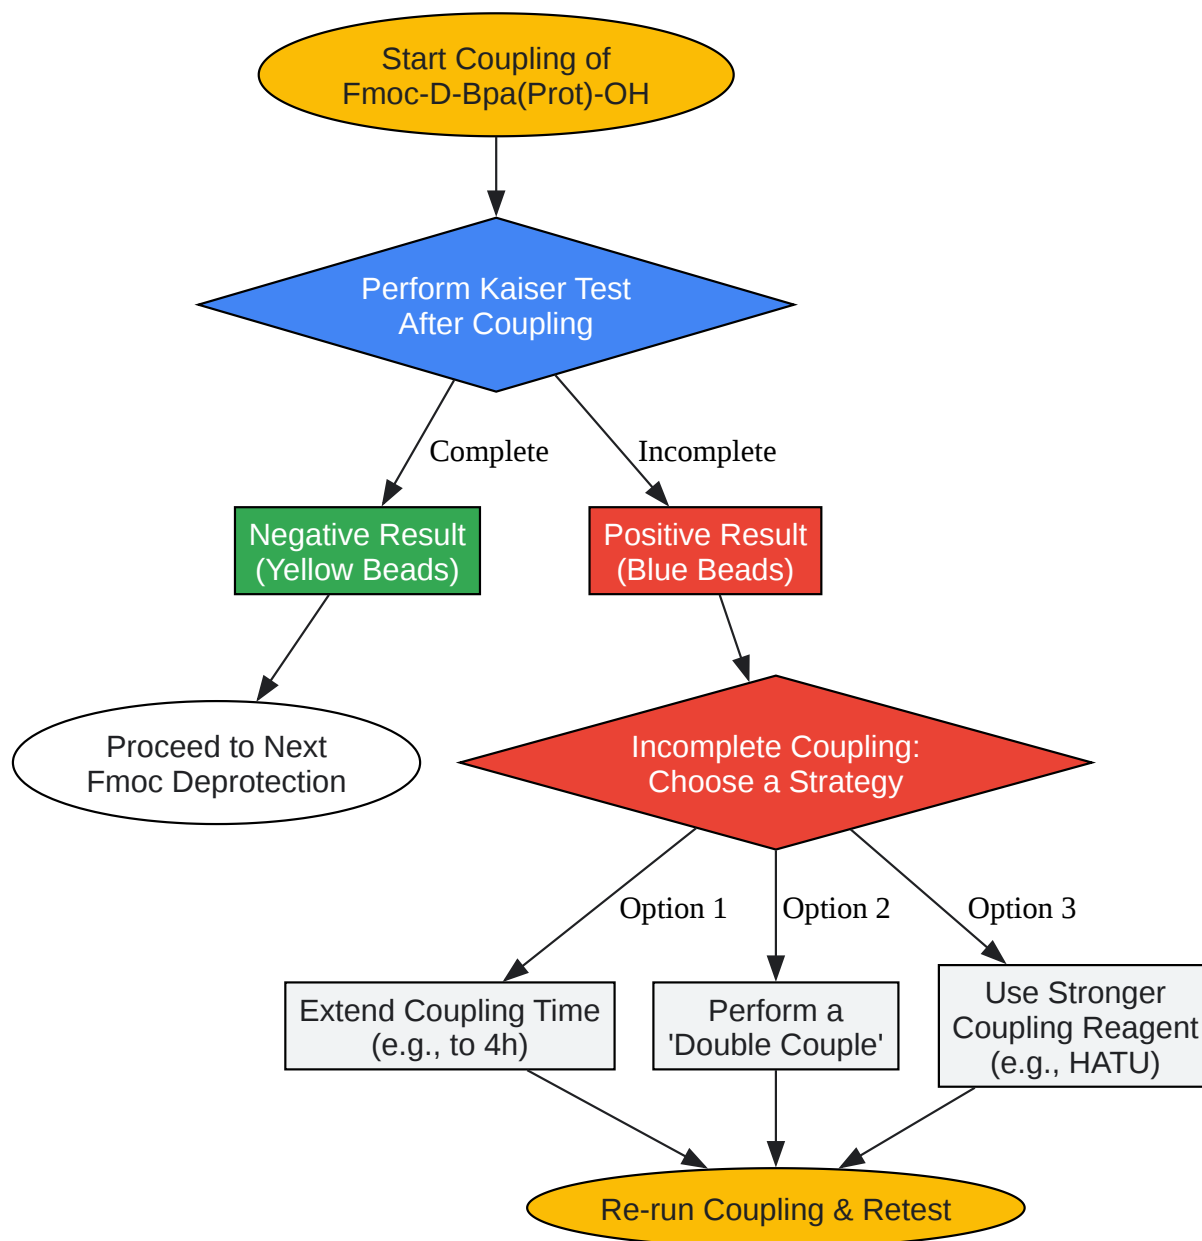 Start Coupling of
Fmoc-D-Bpa(Prot)-OH
Perform Kaiser Test
After Coupling
Complete
Incomplete
Negative Result
(Yellow Beads)
Positive Result
(Blue Beads)
Proceed to Next
Fmoc Deprotection
Incomplete Coupling:
Choose a Strategy
Option 1
Option 2
Option 3
Extend Coupling Time
(e.g., to 4h)
Perform a
'Double Couple'
Use Stronger
Coupling Reagent
(e.g., HATU)
Re-run Coupling & Retest